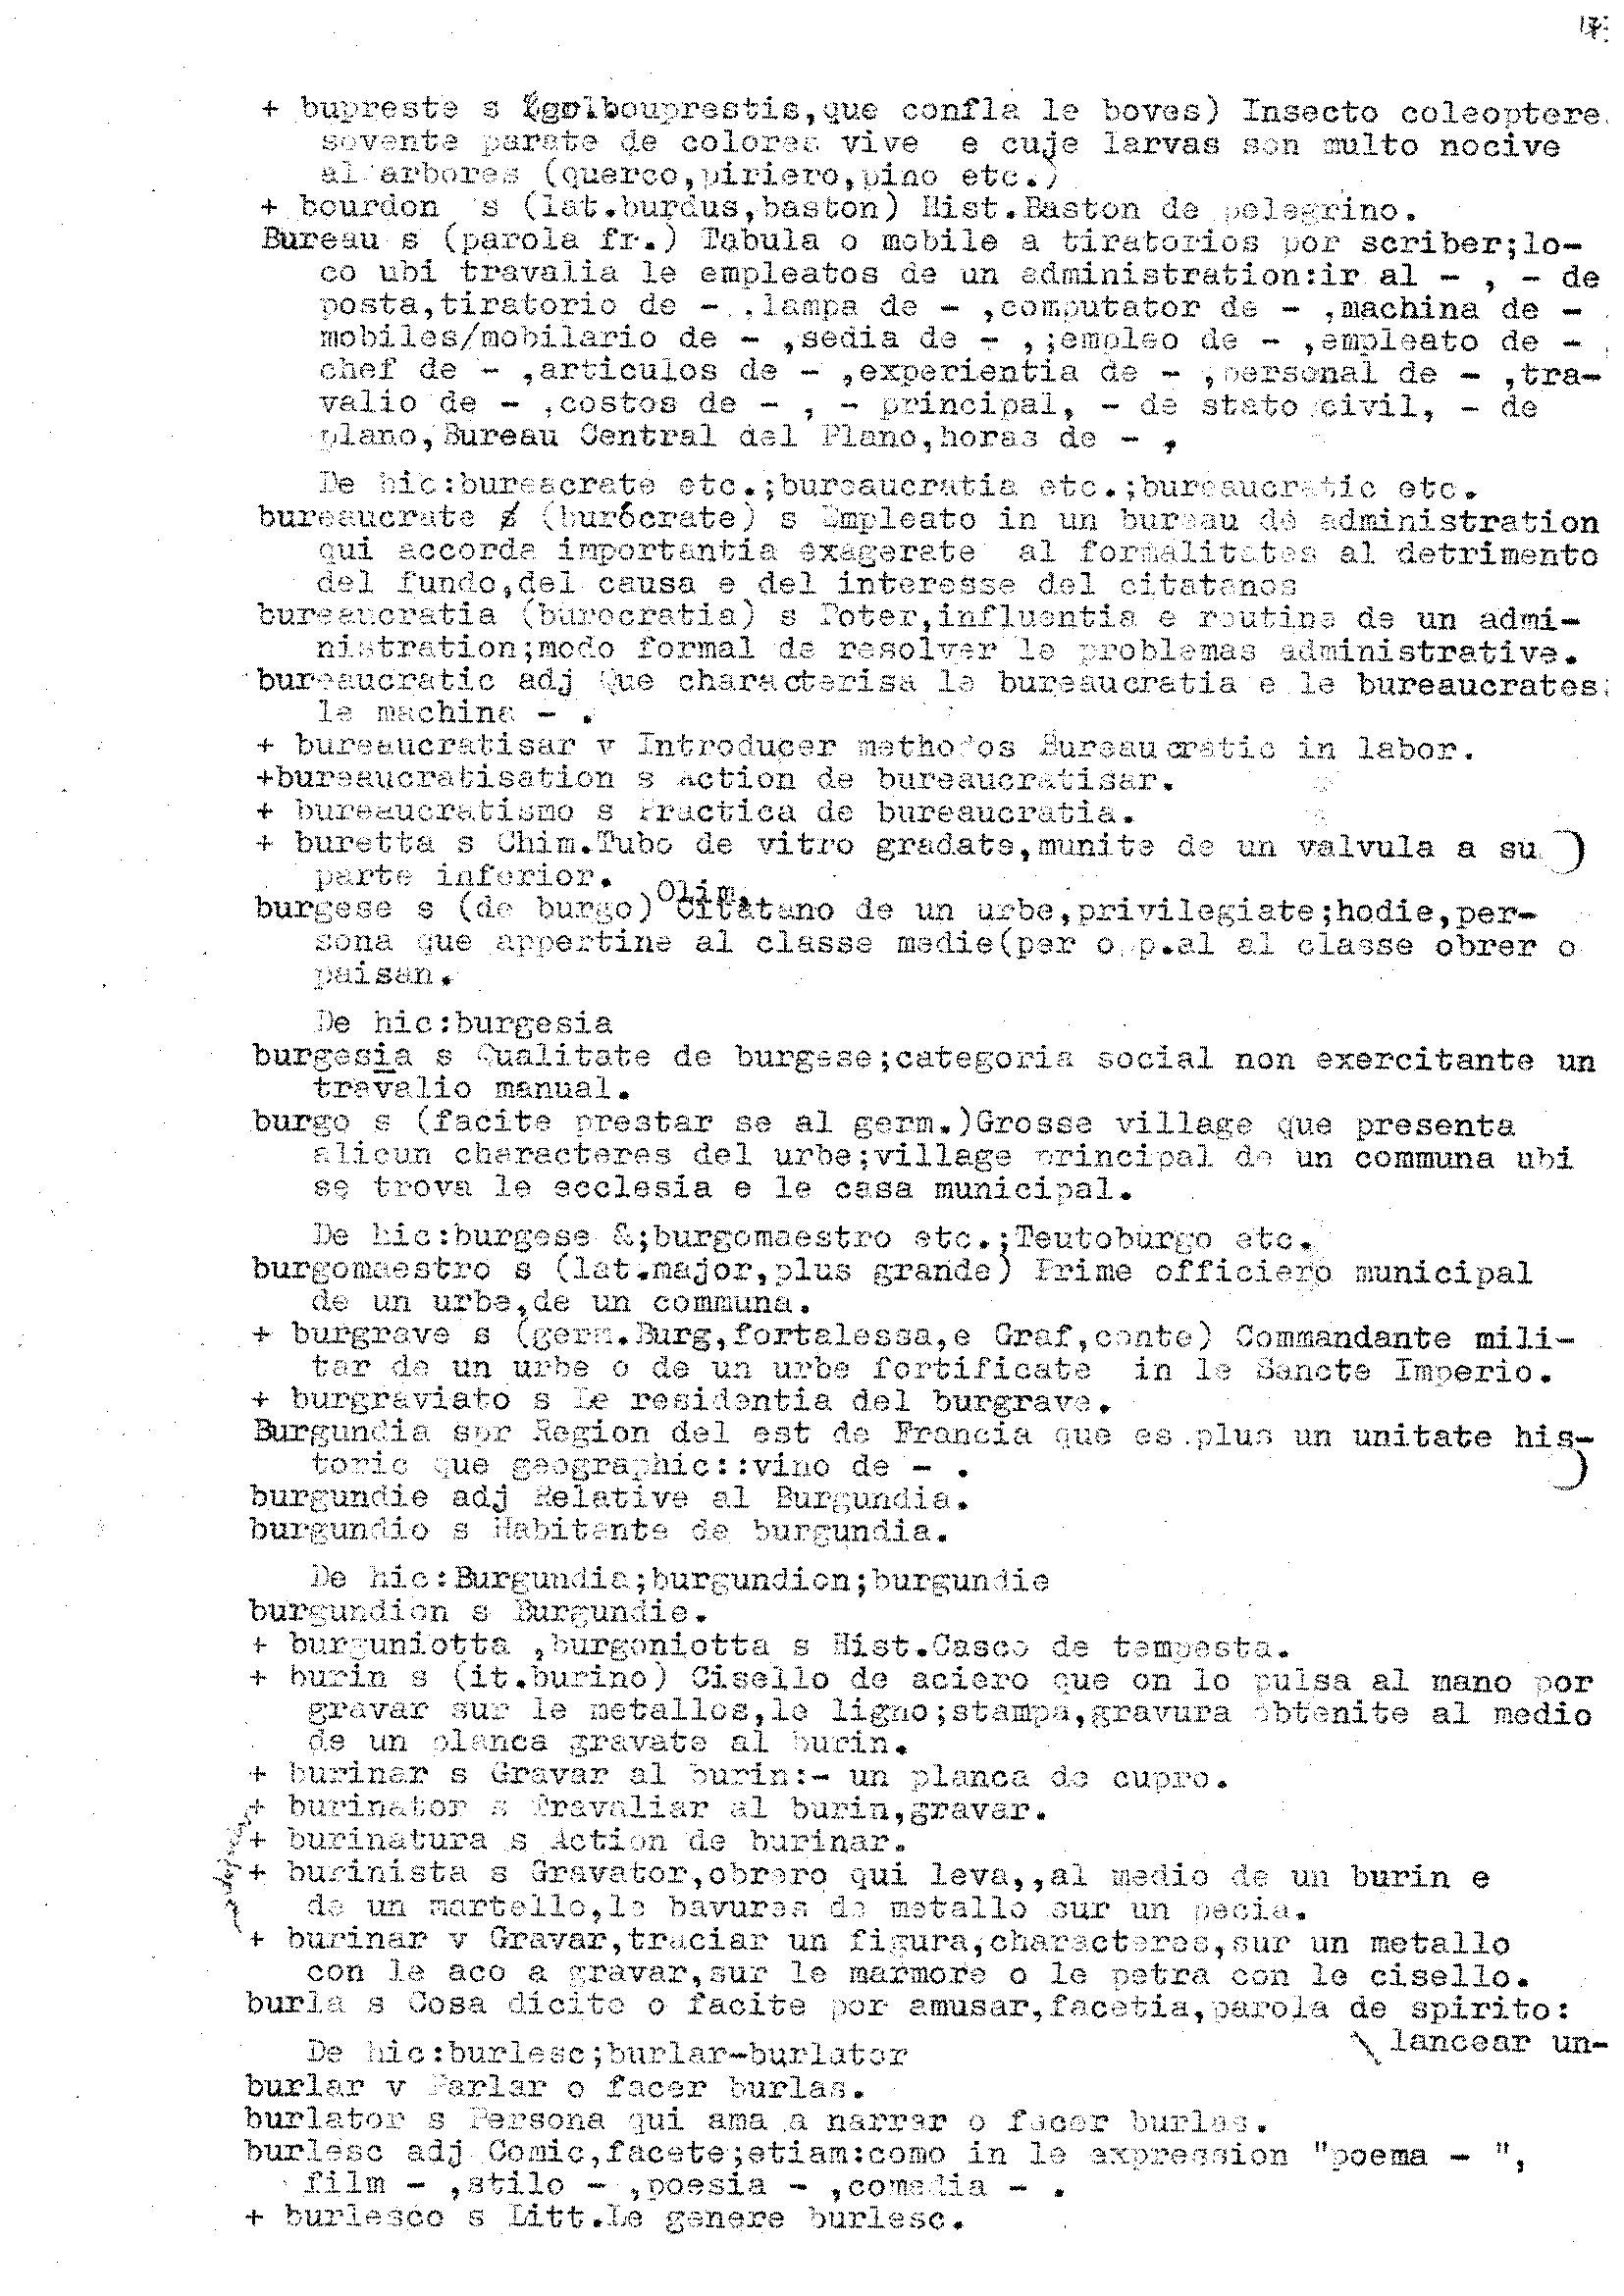 + bupreste s bouprestis,que confla le boves) Insecto coleoptere
sovente parate de colores vive e cuje larvas son multo nocive
al arbores (querco,piriero,pino etc.)
+ bourdon s (lat.burdus,baston) Hist.Baston de pelegrino.
Bureau s (parola fr.) Tabula o mobile a tiratorios por scriber;lo-
co ubi travalia le empleatos de un administration:ir al - , - de
posta,tiratorio de - ,lampa de - ,computator de - ,machina de -
mobiles/mobilario de - ,sedia de - ,;empleo de - ,empleato de -
chef de - ,articulos de - ,experientia de - ,personal de - ,tra-
valio de - ,costos de - , - principal, - de stato civil, - de
plano,Bureau Central del Plano,horas de - ,
De hic:bureacrate etc.;bureaucratia etc.;bureaucratic etc.
bureaucrate (burócrate) s Empleato in un bureau de administration
qui accorda importantia exagerate al formalitates al detrimento
del fundo,del causa e del interesse del citatanos
bureaucratia (burocratia) s Poter,influentia e routine de un admi-
nistration;modo formal de resolver le problemas administrative.
bureaucratic adj Que characterisa le bureaucratia e le bureaucrates:
le machina - .
+ bureaucratisar v Introducer methodos Bureaucratic in labor.
+bureaucratisation s Action de bureaucratisar.
+ bureaucratismo s Practica de bureaucratia.
+ buretta s Chim.Tubo de vitro gradate,munite de un valvula a su
parte inferior.
burgese s (de burgo) Olim. Citatano de un urbe,privilegiate;hodie,per-
sona que appertine al classe medie(per opp.al al classe obrer o
paisan.
De hic:burgesia
burgesia s Qualitate de burgese;categoria social non exercitante un
travalio manual.
burgo s (facite prestar se al germ.)Grosse village que presenta
alicun characteres del urbe;village principal de un communa ubi
se trova le ecclesia e le casa municipal.
De hic:burgese &;burgomaestro etc.;Teutoburgo etc.
burgomaestro s (lat.major,plus grande) Prime officiero municipal
de un urbe,de un communa.
+ burgrave s (germ.Burg,fortalessa,e Graf,conte) Commandante mili-
tar de un urbe o de un urbe fortificate in le Sancte Imperio.
+ burgraviato s Le residentia del burgrave.
Burgundia spr Region del est de Francia que es plus un unitate his-
toric que geographic::vino de - .
burgundie adj Relative al Burgundia.
burgundio s Habitante de burgundia.
De hic:Burgundia;burgundion;burgundie
burgundion s Burgundie.
+ burguniotta ,burgoniotta s Hist.Casco de tempesta.
+ burin s (it.burino) Cisello de aciero que on lo pulsa al mano por
gravar sur le metallos,le ligno;stampa,gravura obtenite al medio
de un planca gravate al burin.
+ burinar s Gravar al burin:- un planca de cupro.
+ burinator s Travaliar al burin,gravar.
+ burinatura s Action de burinar.
+ burinista s Gravator,obrero qui leva,,al medio de un burin e
de un martello,le bavuras de metallo sur un pecia.
+ burinar v Gravar,traciar un figura,characteres,sur un metallo
con le aco a gravar,sur le marmore o le petra con le cisello.
burla s Cosa dicite o facite por amusar,facetia,parola de spirito:
lancear un-
De hic:burlesc;burlar-burlator
burlar v Parlar o facer burlas.
burlator s Persona qui ama a narrar o facer burlas.
burlesc adj Comic,facete;etiam:como in le expression "poema - ",
film - ,stilo - ,poesia - ,comedia - .
+ burlesco s Litt.Le genere burlesc.